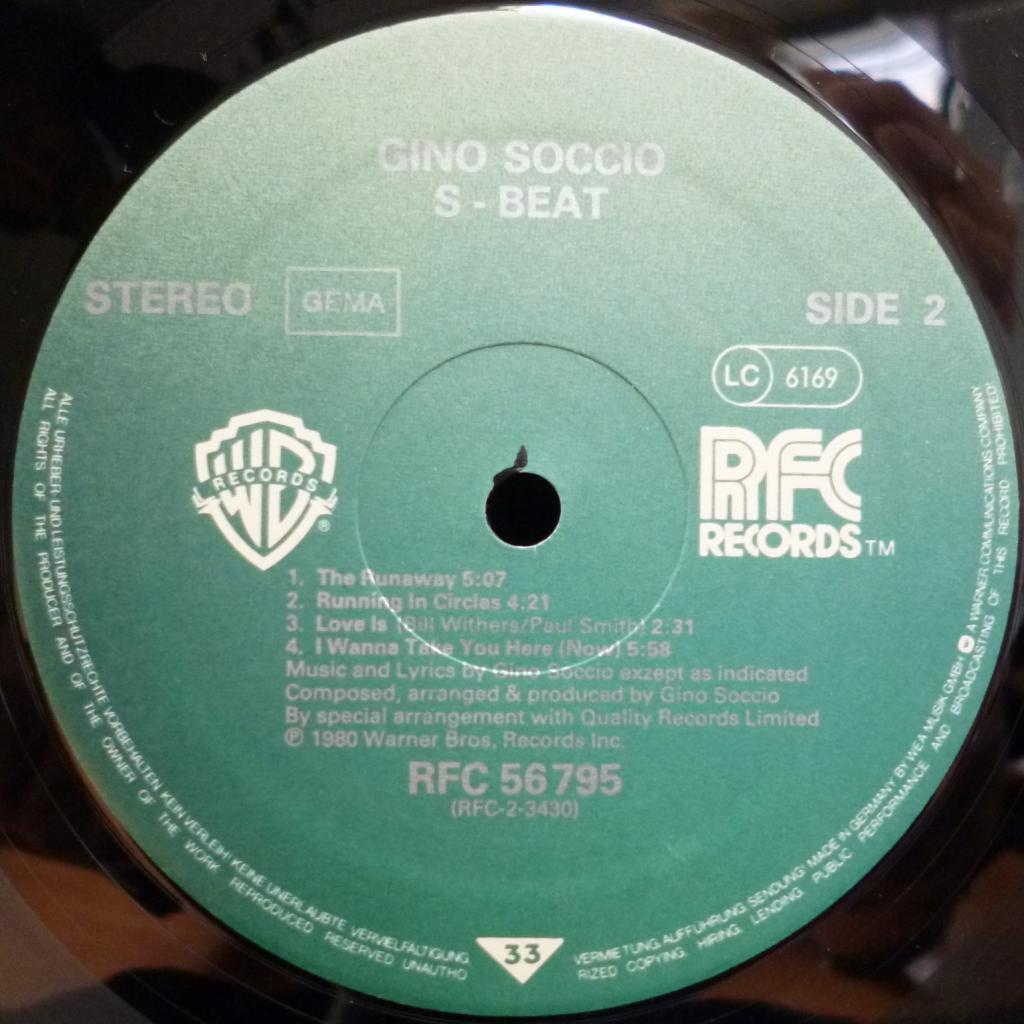 GINO SOCCIO
S - BEAT
STEREO
GEMA
SIDE 2
LC 6169
WB RECORDS ®
RFC RECORDS TM
1. The Runaway 5:07
2. Running In Circles 4:21
3. Love Is (Bill Withers/Paul Smith) 2:31
4. I Wanna Take You Here (Now) 5:58
Music and Lyrics by Gino Soccio except as indicated
Composed, arranged & produced by Gino Soccio
By special arrangement with Quality Records Limited
℗ 1980 Warner Bros. Records Inc.
RFC 56795
(RFC-2-3430)
33
ALLE URHEBER-UND LEISTUNGSSCHUTZRECHTE VORBEHALTEN KEIN VERLEIH! KEINE UNERLAUBTE VERVIELFALTIGUNG, VERMIETUNG, AUFFUHRUNG, SENDUNG! MADE IN GERMANY BY WEA MUSIK GMBH A WARNER COMMUNICATIONS COMPANY
ALL RIGHTS OF THE PRODUCER AND OF THE OWNER OF THE WORK REPRODUCED RESERVED UNAUTHORIZED COPYING, HIRING, LENDING, PUBLIC PERFORMANCE AND BROADCASTING OF THIS RECORD PROHIBITED!